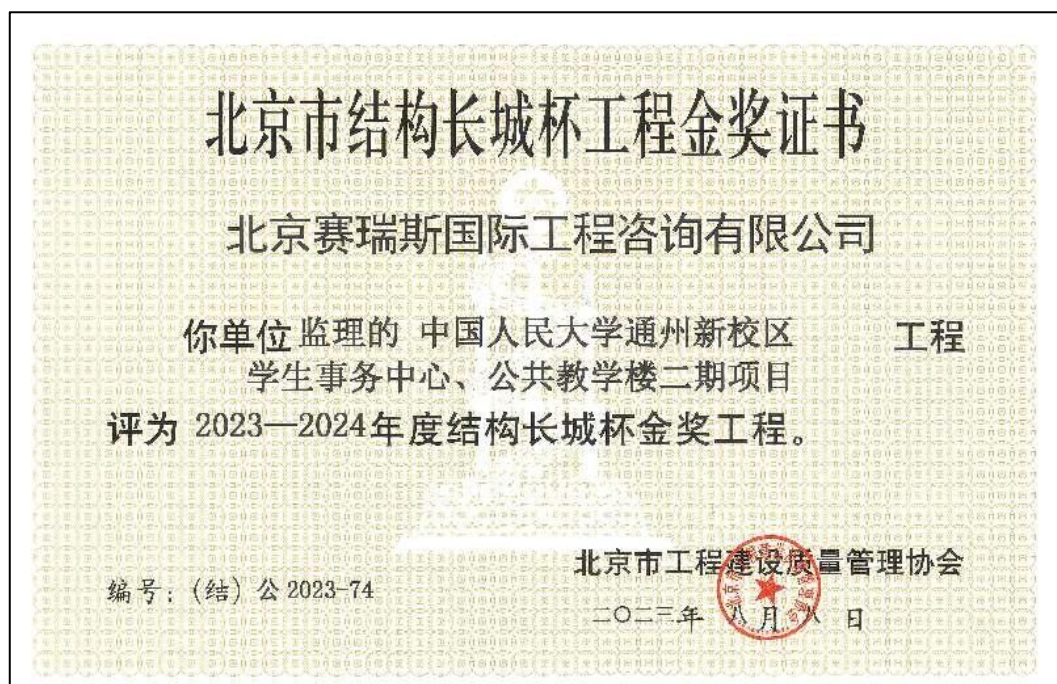 北京市结构长城杯工程金奖证书
北京赛瑞斯国际工程咨询有限公司
你单位监理的 中国人民大学通州新校区 工程
学生事务中心、公共教学楼二期项目
评为 2023—2024年度结构长城杯金奖工程。
北京市工程建设质量管理协会
编号:(结)公2023-74
二〇二三年 八月八日